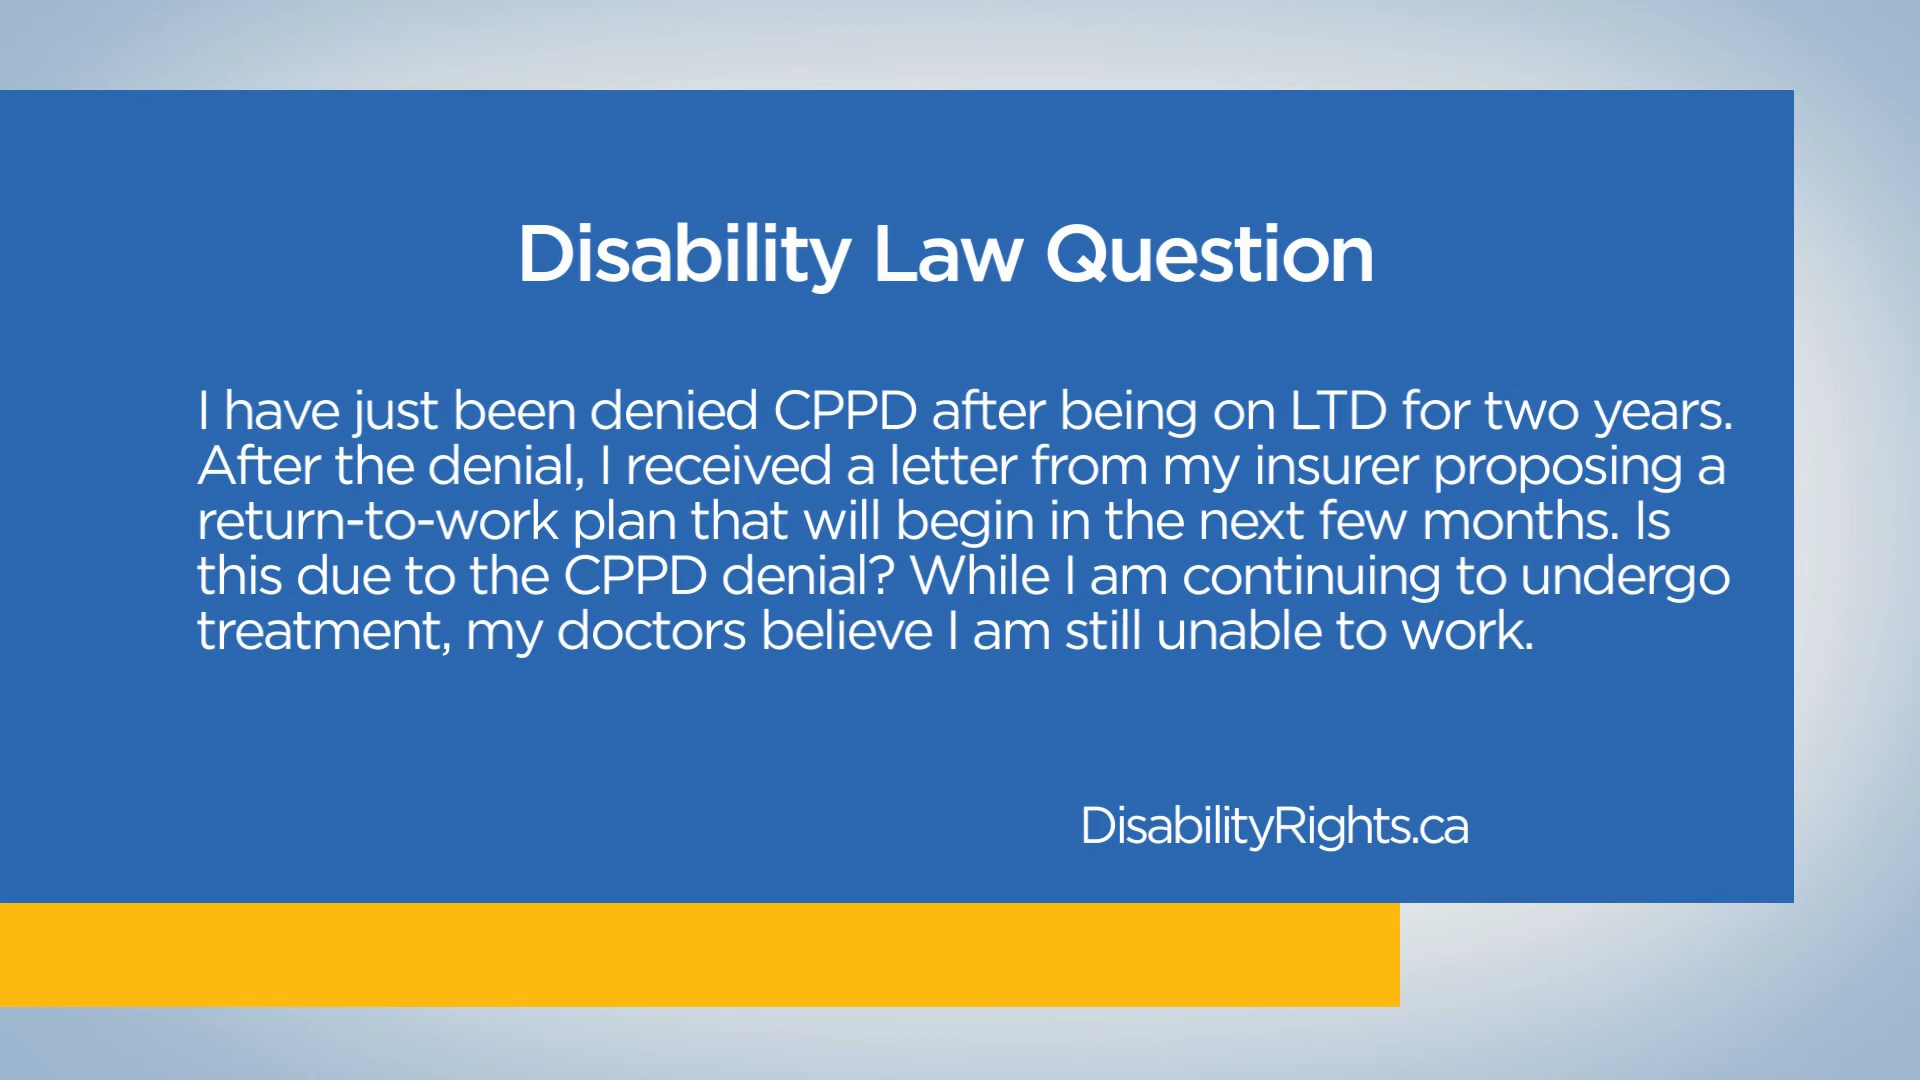 Disability Law Question
I have just been denied CPPD after being on LTD for two years.
After the denial, I received a letter from my insurer proposing a
return-to-work plan that will begin in the next few months. Is
this due to the CPPD denial? While I am continuing to undergo
treatment, my doctors believe I am still unable to work.
DisabilityRights.ca